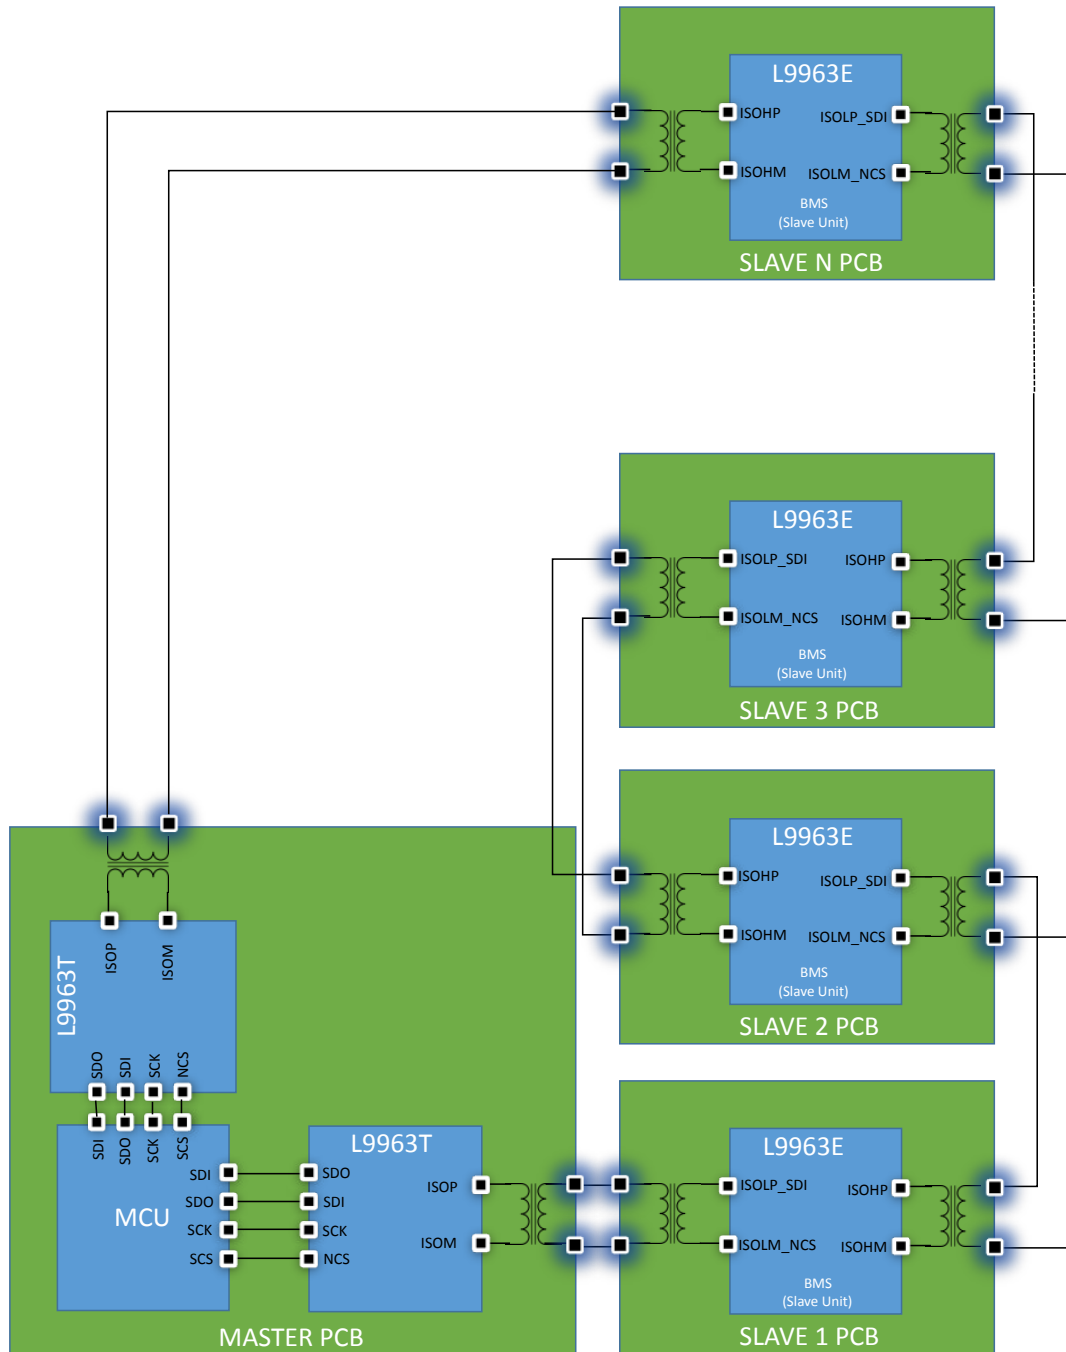 L9963E
ISOHP
ISOLP_SDI
ISOHM
ISOLM_NCS
BMS
(Slave Unit)
SLAVE N PCB
L9963E
ISOLP_SDI
ISOHP
ISOLM_NCS
ISOHM
BMS
(Slave Unit)
SLAVE 3 PCB
L9963E
ISOHP
ISOLP_SDI
ISOHM
ISOLM_NCS
BMS
(Slave Unit)
SLAVE 2 PCB
ISOP
ISOM
L9963T
SDO
SDI
SCK
NCS
SDI
SDO
SCK
SCS
MCU
SDI
SDO
SCK
SCS
L9963T
SDO
SDI
SCK
NCS
ISOP
ISOM
MASTER PCB
L9963E
ISOLP_SDI
ISOHP
ISOLM_NCS
ISOHM
BMS
(Slave Unit)
SLAVE 1 PCB